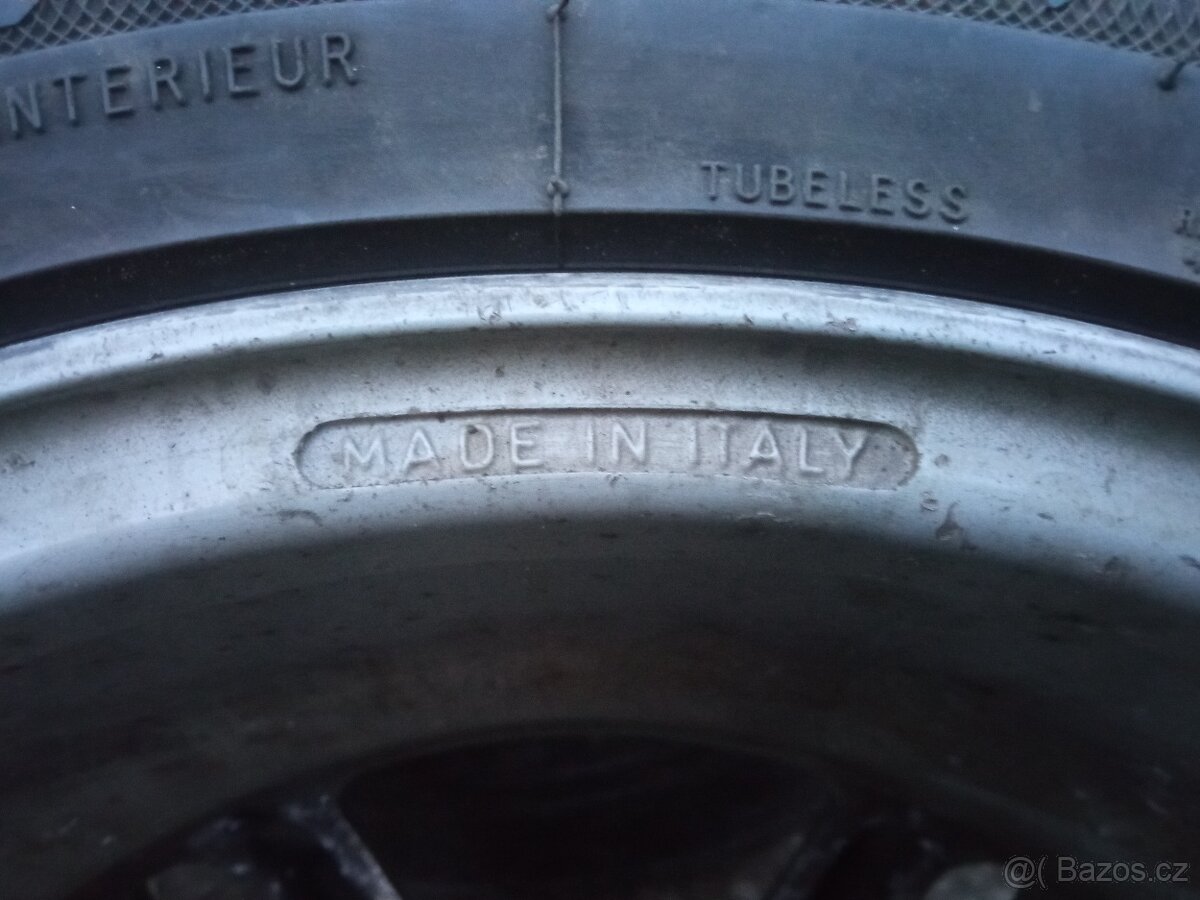 NTERIEUR
TUBELESS
MADE IN ITALY
@( Bazos.cz